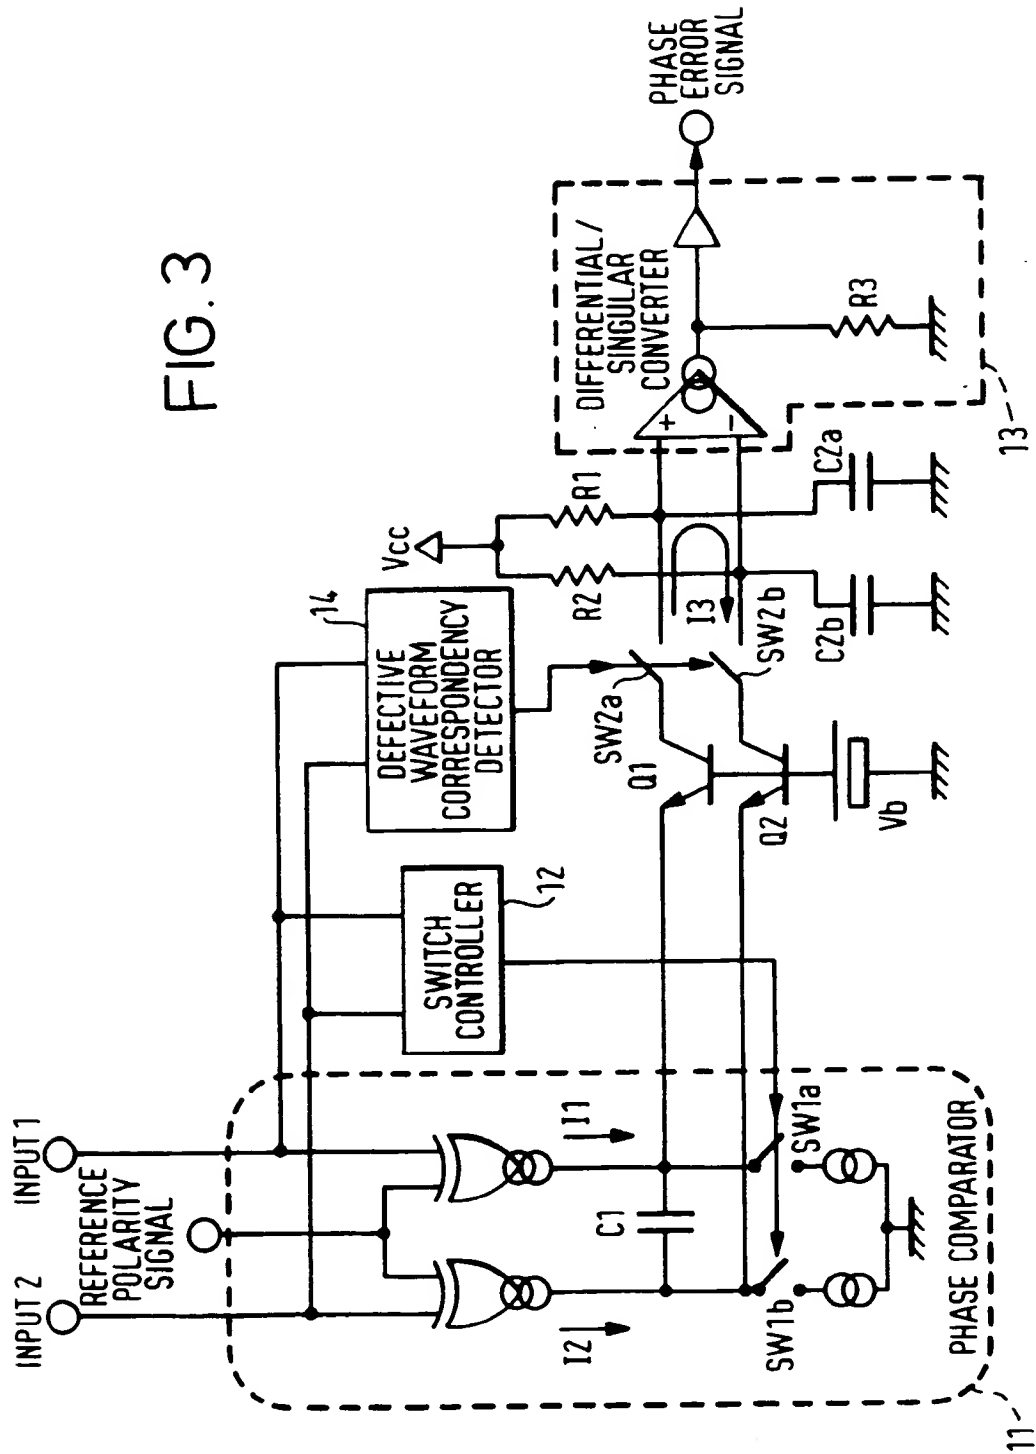 FIG. 3
INPUT 1
INPUT 2
REFERENCE
POLARITY
SIGNAL
I1
I2
C1
SW1a
SW1b
PHASE COMPARATOR
11
SWITCH
CONTROLLER
12
DEFECTIVE
WAVEFORM
CORRESPONDENCY
DETECTOR
14
SW2a
SW2b
Q1
Q2
Vb
Vcc
R1
R2
I3
C2a
C2b
DIFFERENTIAL/
SINGULAR
CONVERTER
+
−
R3
13
PHASE
ERROR
SIGNAL